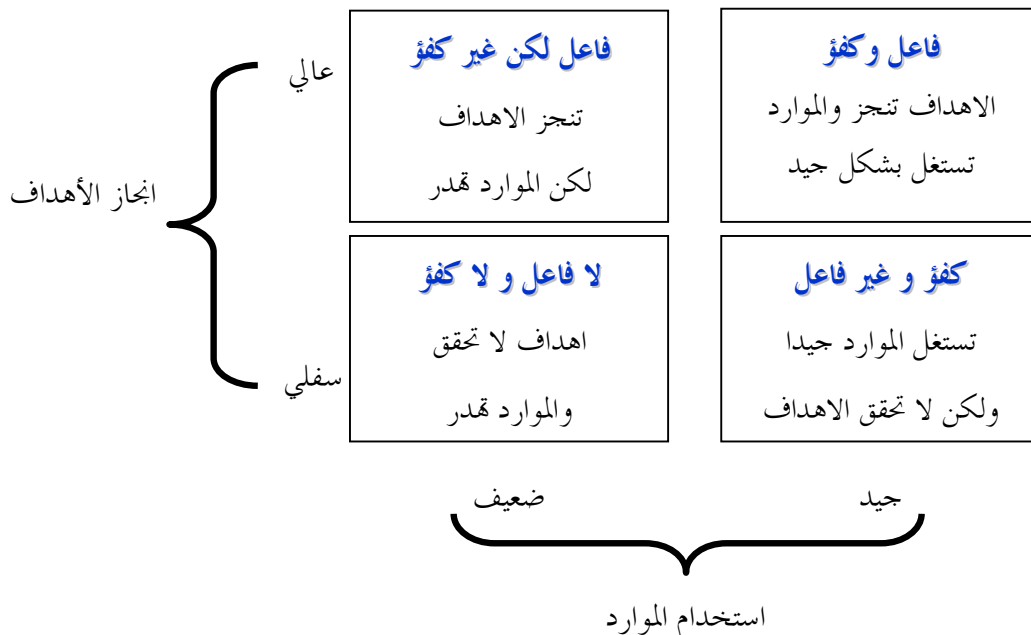 فاعل وكفؤ
الاهداف تنجز والموارد
تستغل بشكل جيد
فاعل لكن غير كفؤ
تنجز الاهداف
لكن الموارد تهدر
عالي
انجاز الأهداف
كفؤ و غير فاعل
تستغل الموارد جيدا
ولكن لا تحقق الاهداف
لا فاعل و لا كفؤ
اهداف لا تحقق
والموارد تهدر
سفلي
جيد
ضعيف
استخدام الموارد